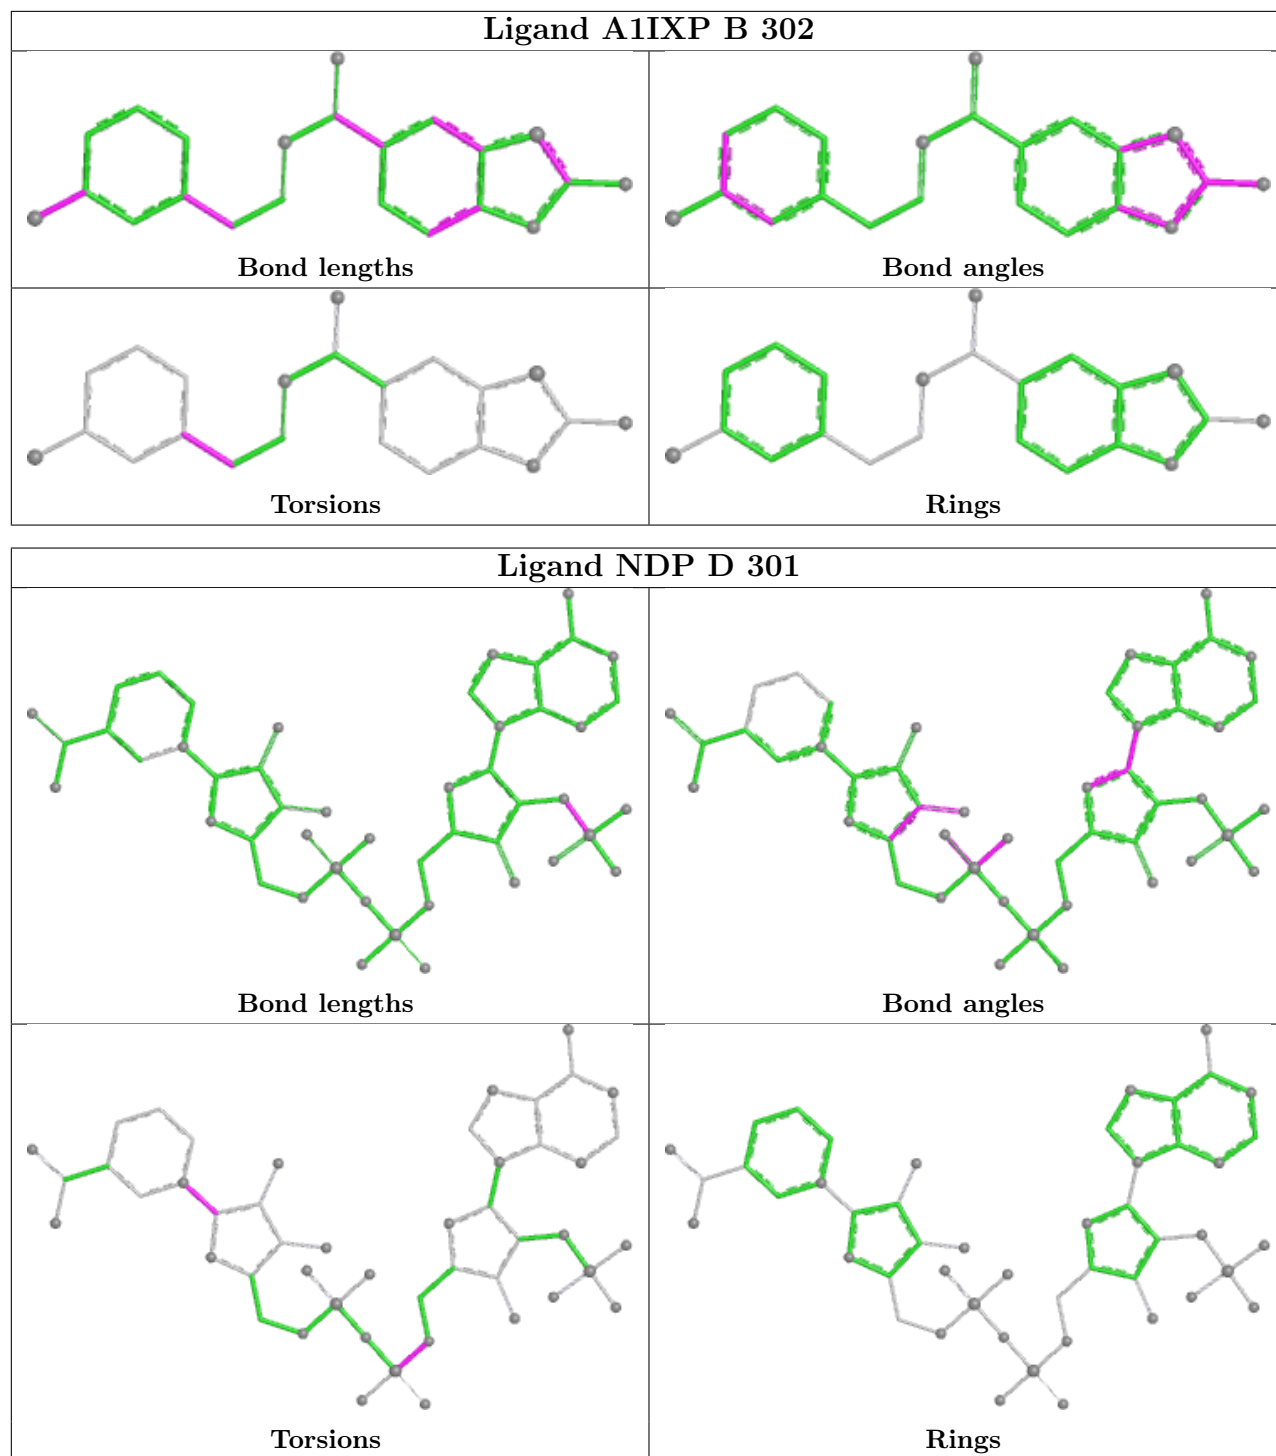 Ligand A1IXP B 302
Bond lengths
Bond angles
Torsions
Rings
Ligand NDP D 301
Bond lengths
Bond angles
Torsions
Rings